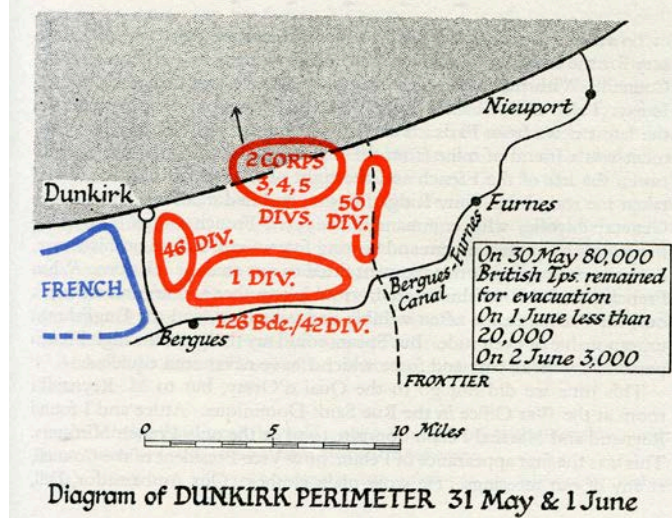 Nieuport
2 CORPS
3, 4, 5
DIVS.
50
DIV.
Dunkirk
Furnes
46 DIV.
1 DIV.
FRENCH
Bergues-Furnes
Canal
On 30 May 80,000
British Tps. remained
for evacuation
On 1 June less than
20,000
On 2 June 3,000
126 Bde./42 DIV.
Bergues
FRONTIER
0 5 10 Miles
Diagram of DUNKIRK PERIMETER 31 May & 1 June